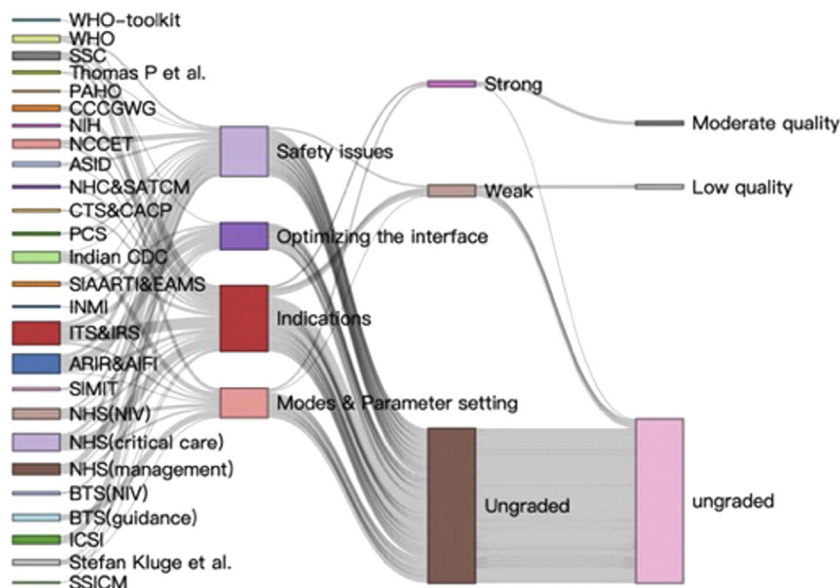 WHO-toolkit
WHO
SSC
Thomas P et al.
PAHO
CCCGWG
NIH
NCCET
ASID
NHC&SATCM
CTS&CACP
PCS
Indian CDC
SIAARTI&EAMS
INMI
ITS&IRS
ARIR&AIFI
SIMIT
NHS(NIV)
NHS(critical care)
NHS(management)
BTS(NIV)
BTS(guidance)
ICSI
Stefan Kluge et al.
SSICM
Safety issues
Optimizing the interface
Indications
Modes & Parameter setting
Strong
Weak
Ungraded
Moderate quality
Low quality
ungraded